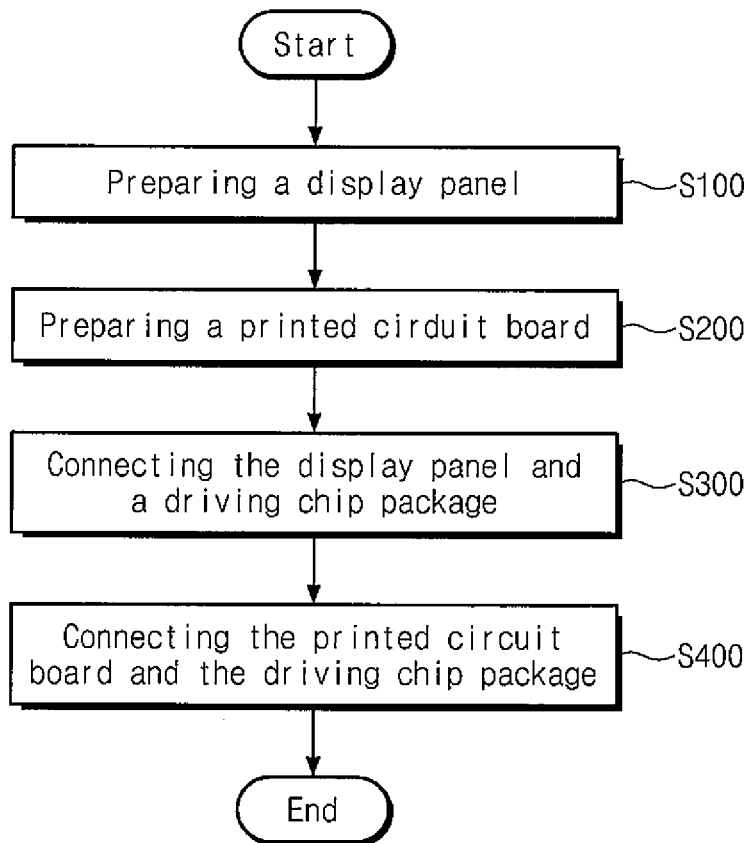 Start
Preparing a display panel
S100
Preparing a printed cirduit board
S200
Connecting the display panel and
a driving chip package
S300
Connecting the printed circuit
board and the driving chip package
S400
End